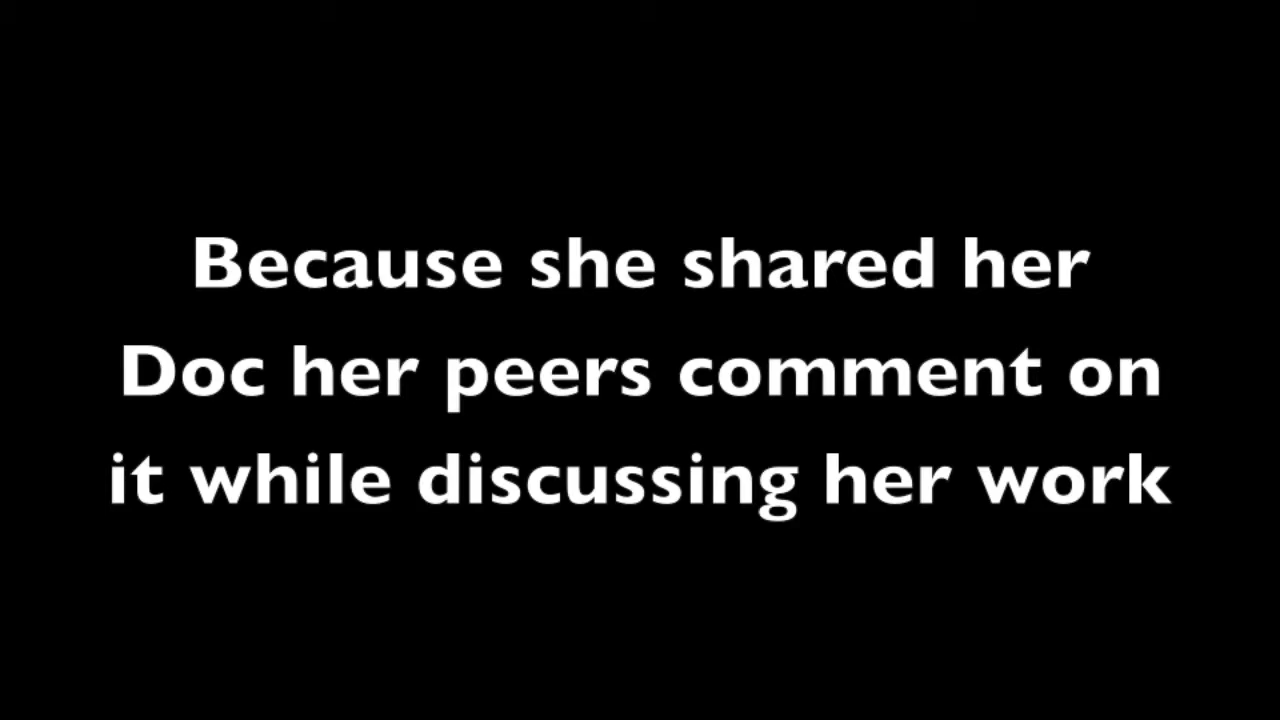 Because she shared her
Doc her peers comment on
it while discussing her work